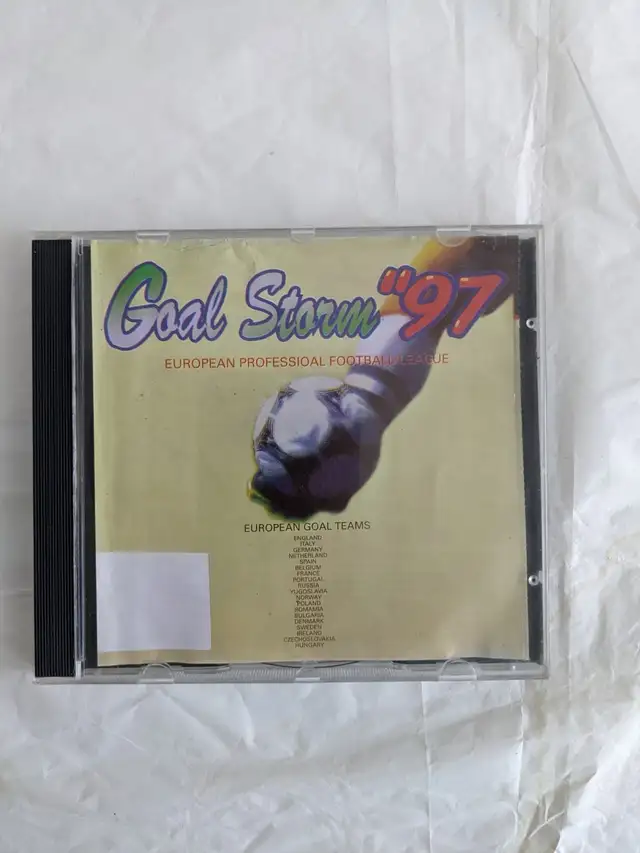 Goal Storm "97
EUROPEAN PROFESSIOAL FOOTBALL LEAGUE
EUROPEAN GOAL TEAMS
ENGLAND
ITALY
GERMANY
NETHERLAND
SPAIN
BELGIUM
FRANCE
PORTUGAL
RUSSIA
YUGOSLAVIA
NORWAY
POLAND
ROMAMIA
BULGARIA
DENMARK
SWEDEN
IRELAND
CZECHOSLOVAKIA
HUNGARY